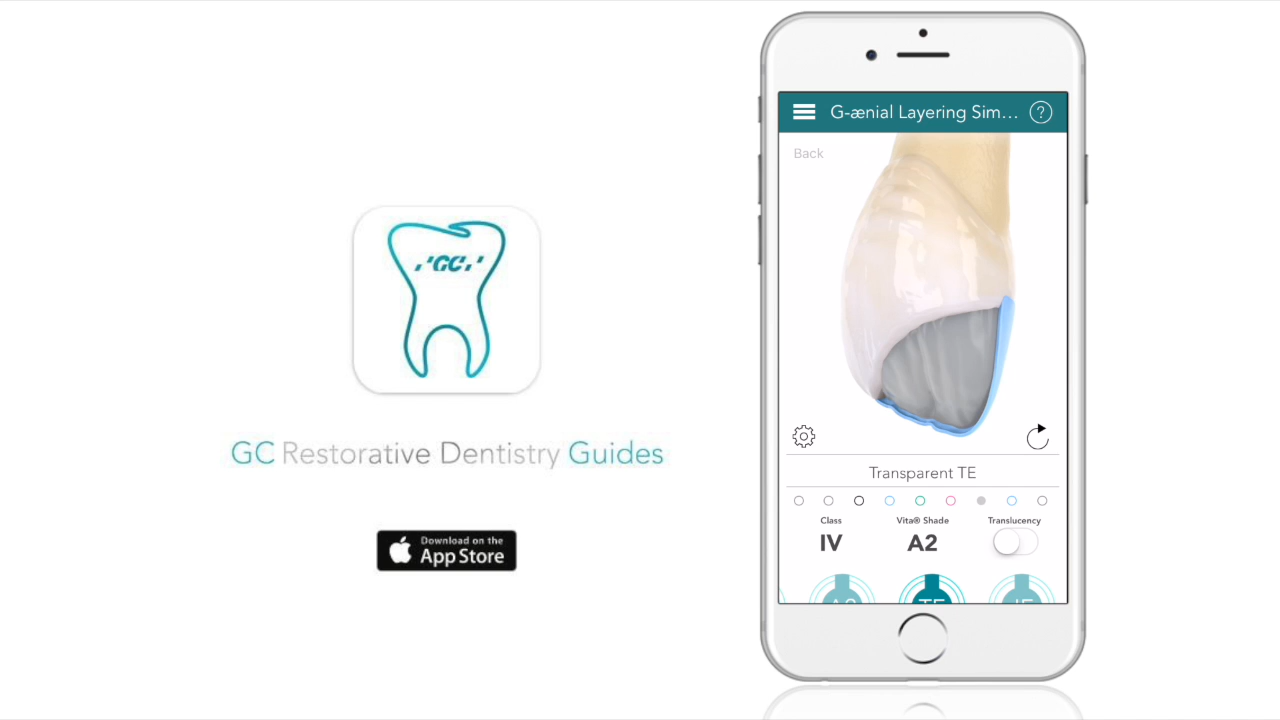 GC
GC Restorative Dentistry Guides
Download on the
App Store
G-ænial Layering Sim...
?
Back
Transparent TE
Class
Vita® Shade
Translucency
IV
A2
TE